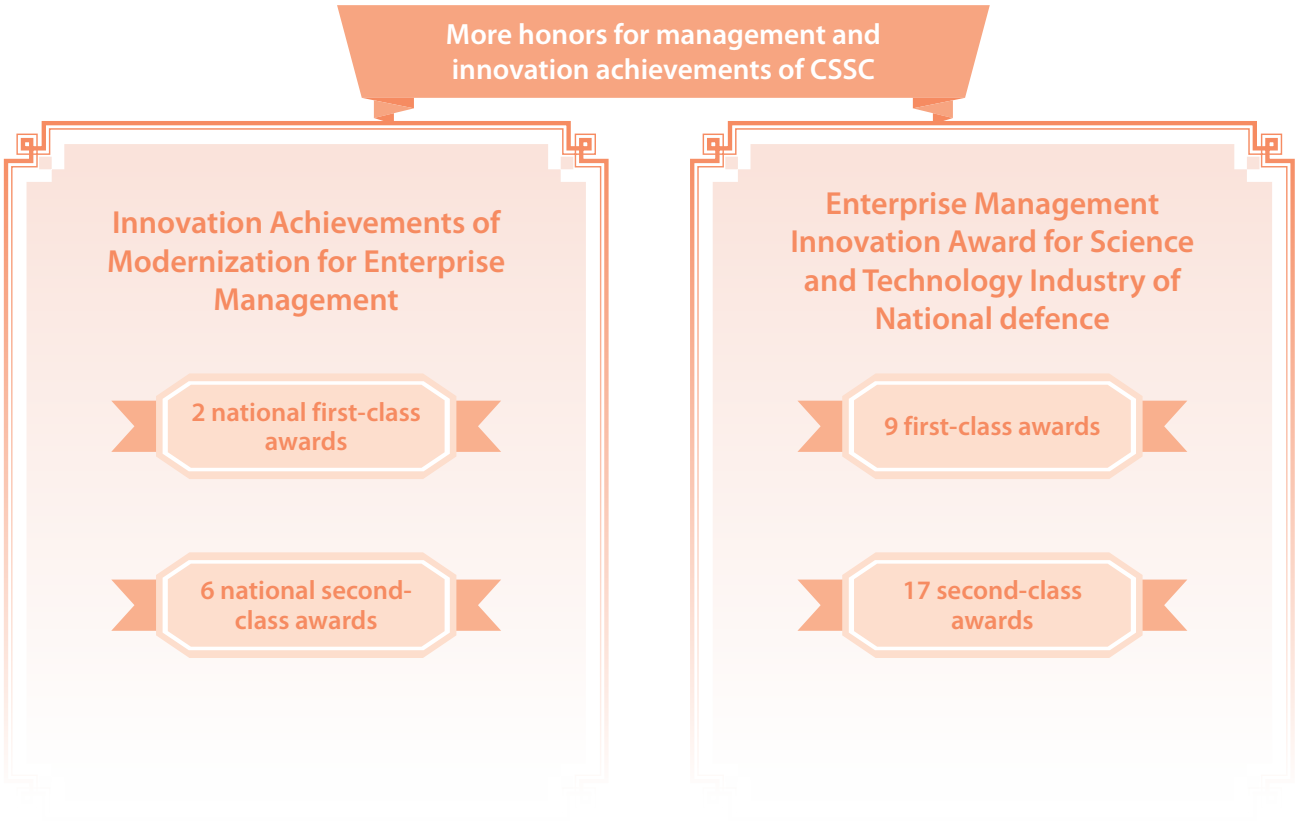 More honors for management and
innovation achievements of CSSC
Innovation Achievements of
Modernization for Enterprise
Management
2 national first-class
awards
6 national second-
class awards
Enterprise Management
Innovation Award for Science
and Technology Industry of
National defence
9 first-class awards
17 second-class
awards